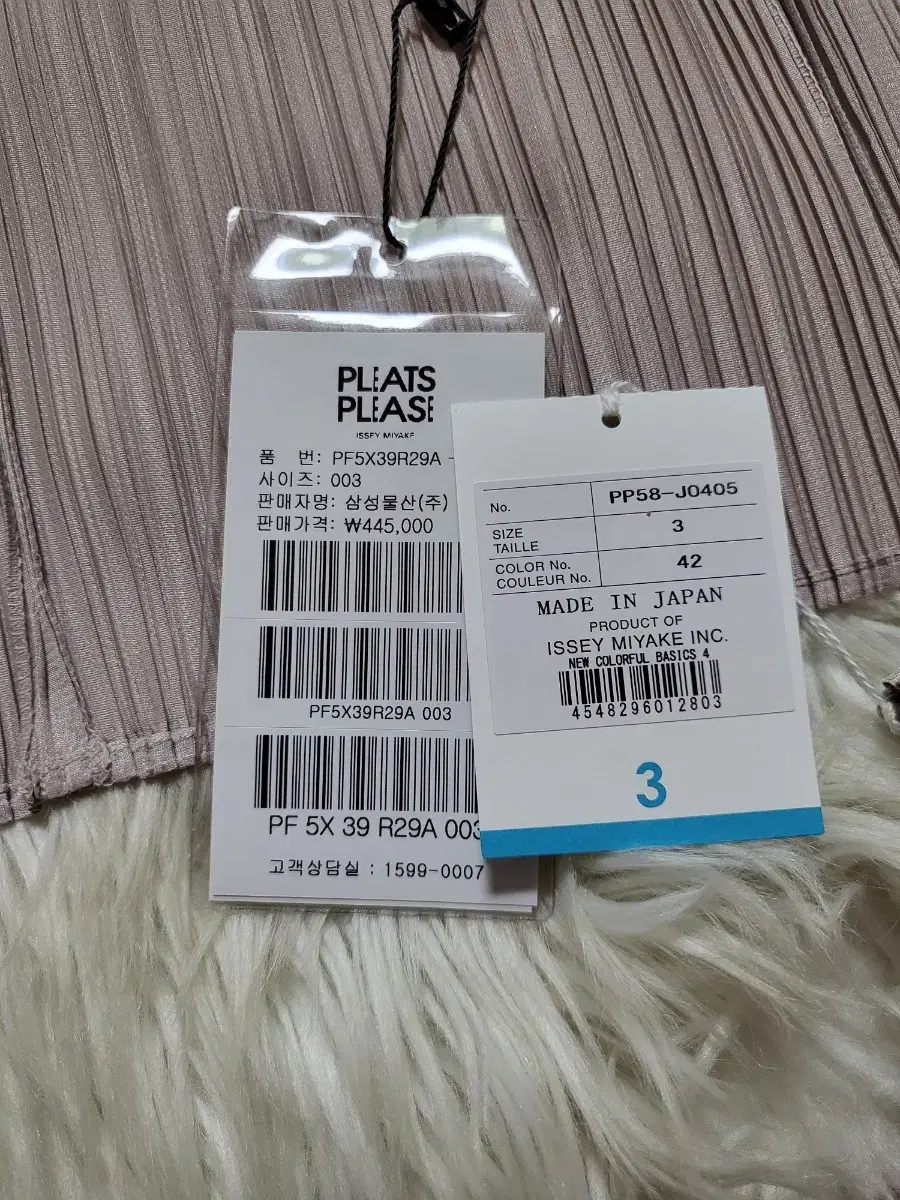 PLEATS
PLEASE
ISSEY MIYAKE
품 번: PF5X39R29A -
사이즈: 003
판매자명: 삼성물산(주)
판매가격: ₩445,000
PF5X39R29A 003
PF 5X 39 R29A 003
고객상담실 : 1599-0007
No. PP58-J0405
SIZE
TAILLE 3
COLOR No.
COULEUR No. 42
MADE IN JAPAN
PRODUCT OF
ISSEY MIYAKE INC.
NEW COLORFUL BASICS 4
4548296012803
3